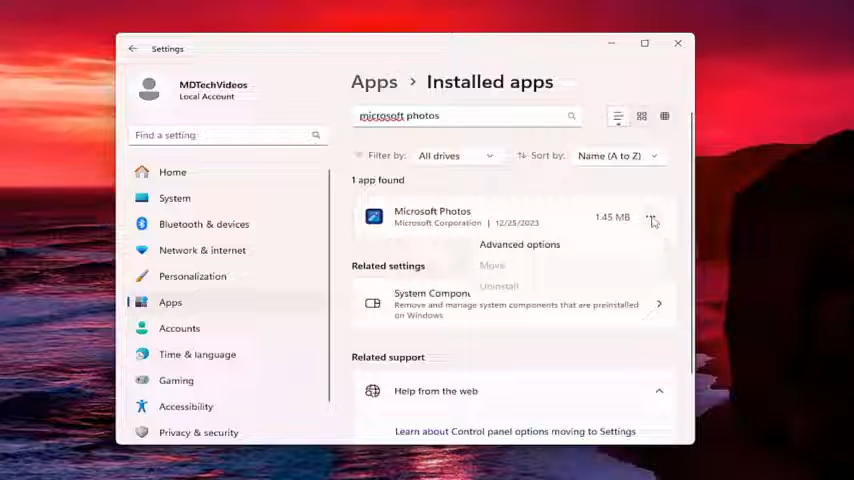 Settings
MDTechVideos
Local Account
Find a setting
Home
System
Bluetooth & devices
Network & internet
Personalization
Apps
Accounts
Time & language
Gaming
Accessibility
Privacy & security
Apps > Installed apps
microsoft photos
Filter by: All drives
Sort by: Name (A to Z)
1 app found
Microsoft Photos
Microsoft Corporation | 12/25/2023
1.45 MB
Advanced options
Move
Uninstall
Related settings
System Compone
Remove and manage system components that are preinstalled
on Windows
Related support
Help from the web
Learn about Control panel options moving to Settings